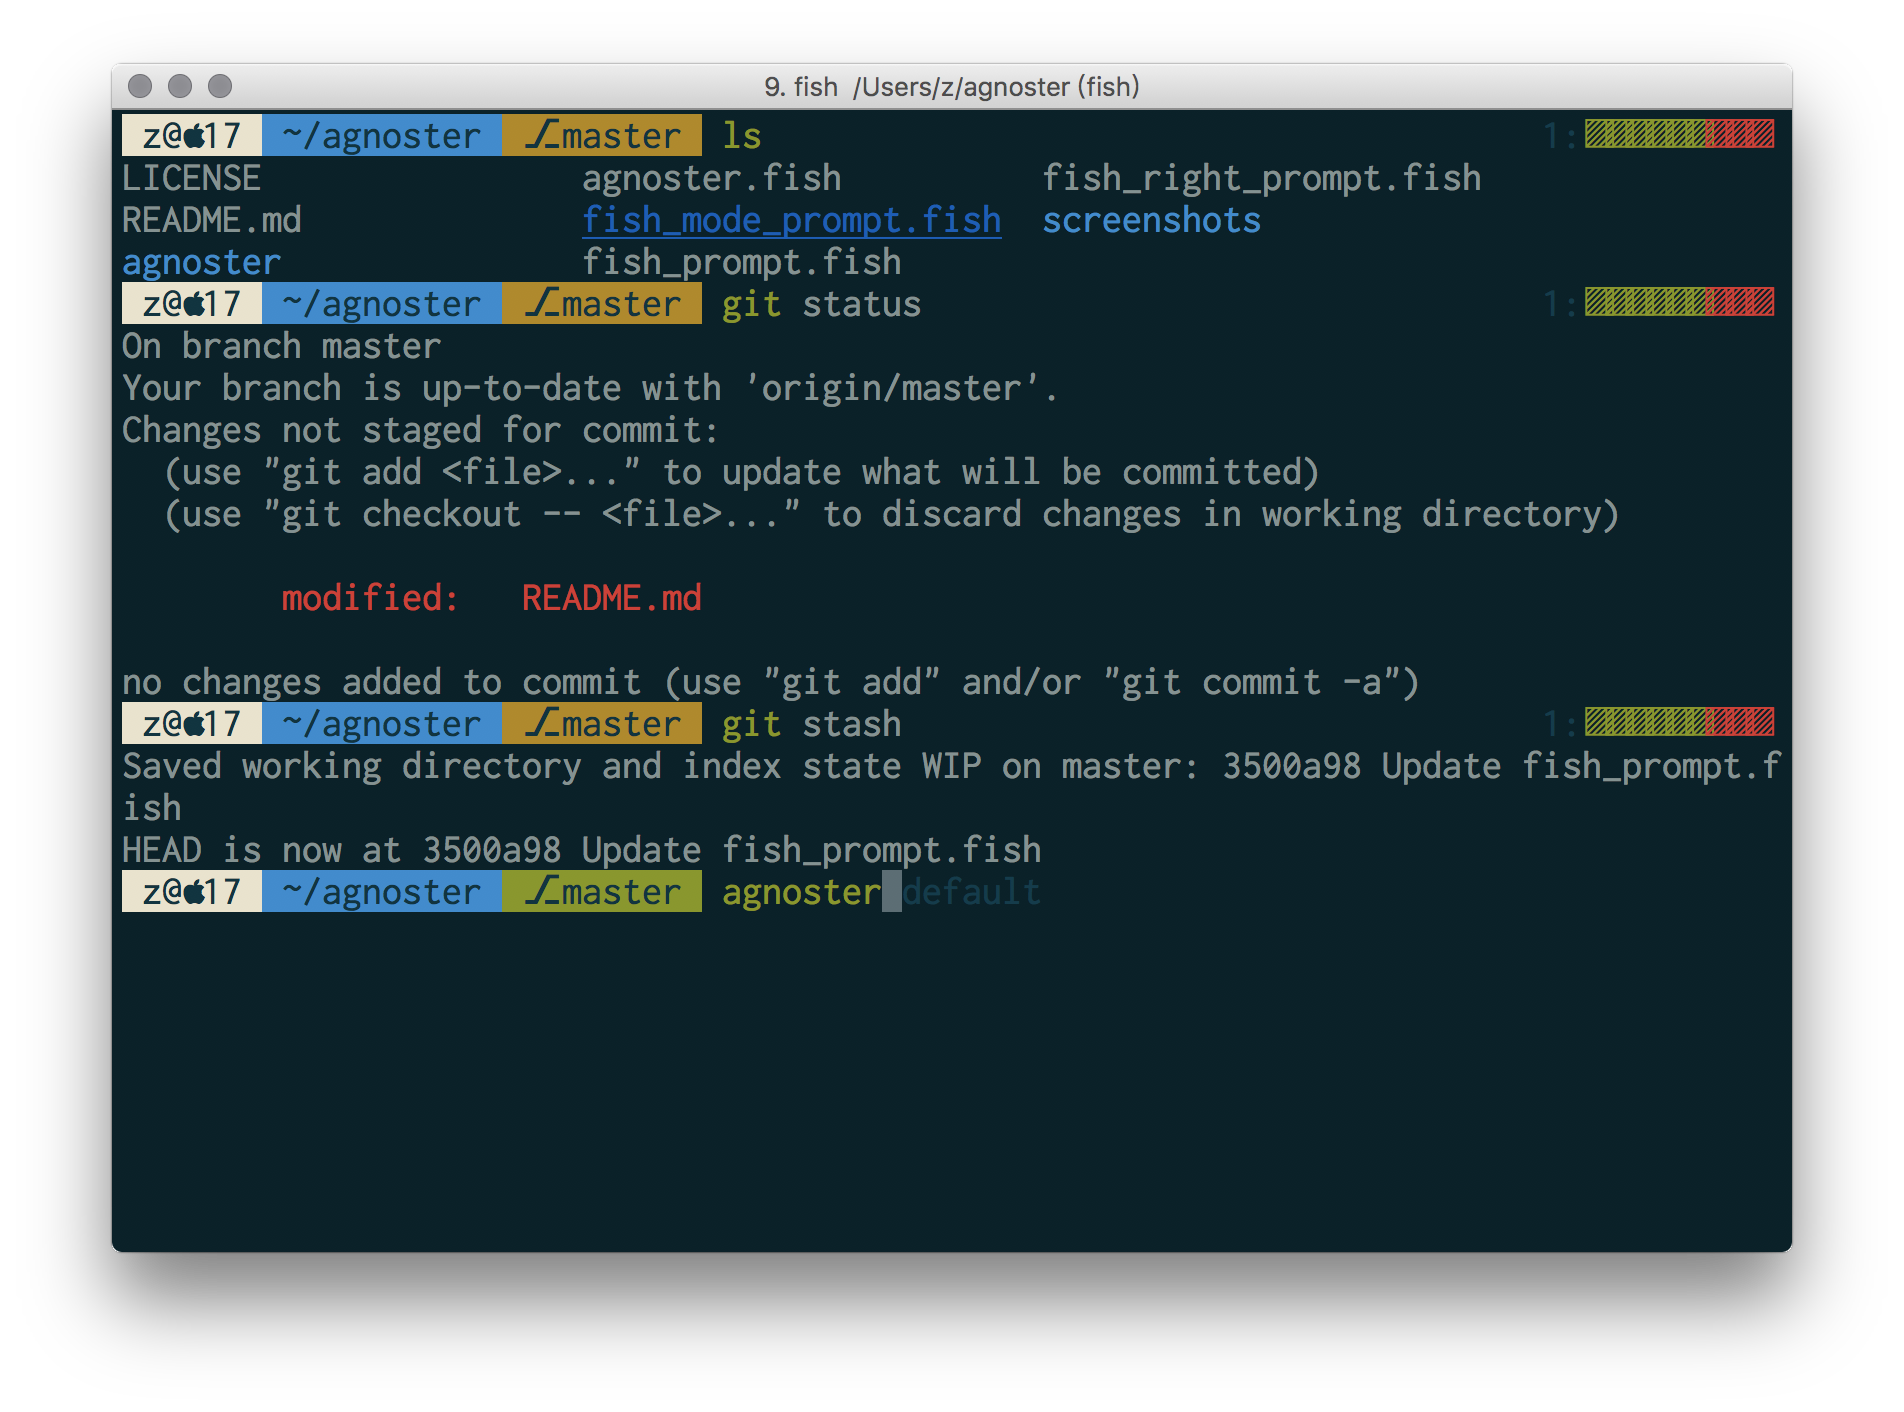 9. fish  /Users/z/agnoster (fish)
z@17 ~/agnoster ⌥master ls 1:
LICENSE agnoster.fish fish_right_prompt.fish
README.md fish_mode_prompt.fish screenshots
agnoster fish_prompt.fish
z@17 ~/agnoster ⌥master git status 1:
On branch master
Your branch is up-to-date with 'origin/master'.
Changes not staged for commit:
  (use "git add <file>..." to update what will be committed)
  (use "git checkout -- <file>..." to discard changes in working directory)
        modified:   README.md
no changes added to commit (use "git add" and/or "git commit -a")
z@17 ~/agnoster ⌥master git stash 1:
Saved working directory and index state WIP on master: 3500a98 Update fish_prompt.f
ish
HEAD is now at 3500a98 Update fish_prompt.fish
z@17 ~/agnoster ⌥master agnoster default